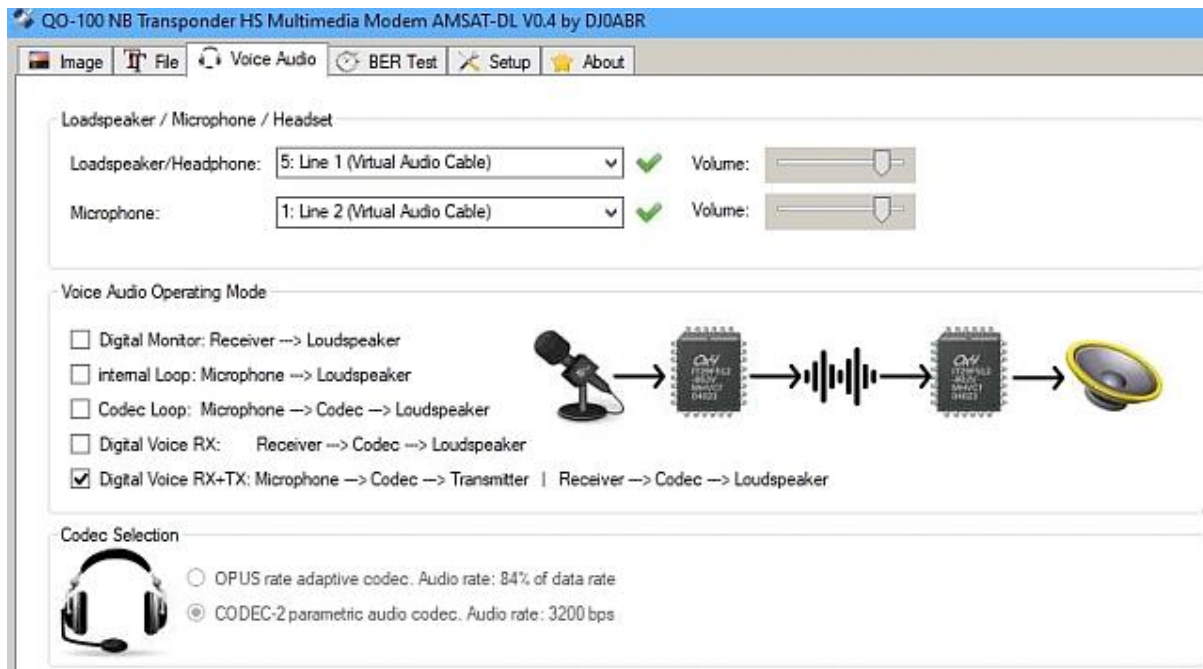 QO-100 NB Transponder HS Multimedia Modem AMSAT-DL V0.4 by DJ0ABR
Image File Voice Audio BER Test Setup About
Loadspeaker / Microphone / Headset
Loadspeaker/Headphone: 5: Line 1 (Virtual Audio Cable) Volume:
Microphone: 1: Line 2 (Virtual Audio Cable) Volume:
Voice Audio Operating Mode
Digital Monitor: Receiver ---> Loudspeaker
internal Loop: Microphone ---> Loudspeaker
Codec Loop: Microphone ---> Codec ---> Loudspeaker
Digital Voice RX: Receiver ---> Codec ---> Loudspeaker
Digital Voice RX+TX: Microphone ---> Codec ---> Transmitter | Receiver ---> Codec ---> Loudspeaker
Codec Selection
OPUS rate adaptive codec. Audio rate: 84% of data rate
CODEC-2 parametric audio codec. Audio rate: 3200 bps